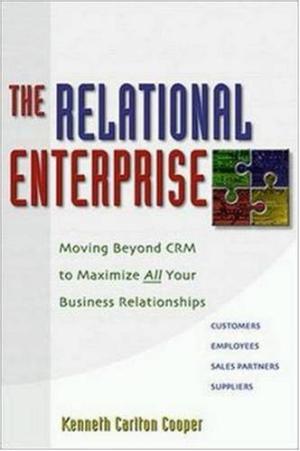 THE RELATIONAL
ENTERPRISE
Moving Beyond CRM
to Maximize All Your
Business Relationships
CUSTOMERS
EMPLOYEES
SALES PARTNERS
SUPPLIERS
Kenneth Carlton Cooper